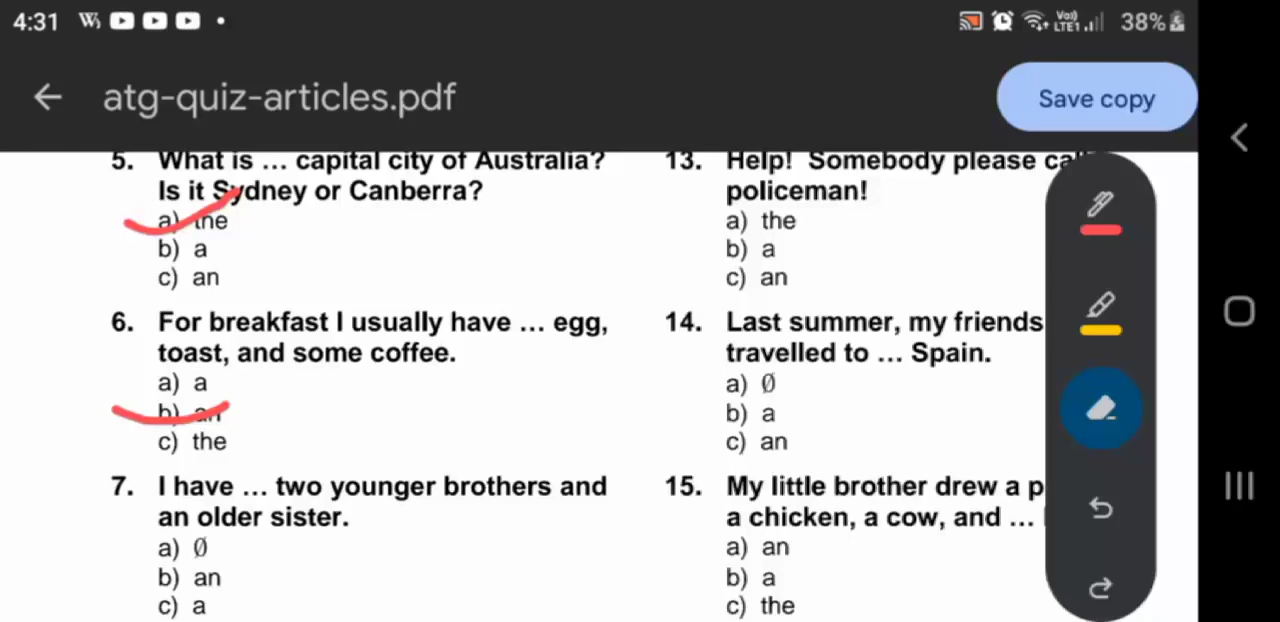 4:31
38%
atg-quiz-articles.pdf
Save copy
5. What is ... capital city of Australia?
Is it Sydney or Canberra?
a) the
b) a
c) an
6. For breakfast I usually have ... egg,
toast, and some coffee.
a) a
b) an
c) the
7. I have ... two younger brothers and
an older sister.
a) Ø
b) an
c) a
13. Help! Somebody please
policeman!
a) the
b) a
c) an
14. Last summer, my friends
travelled to ... Spain.
a) Ø
b) a
c) an
15. My little brother drew a
a chicken, a cow, and ...
a) an
b) a
c) the